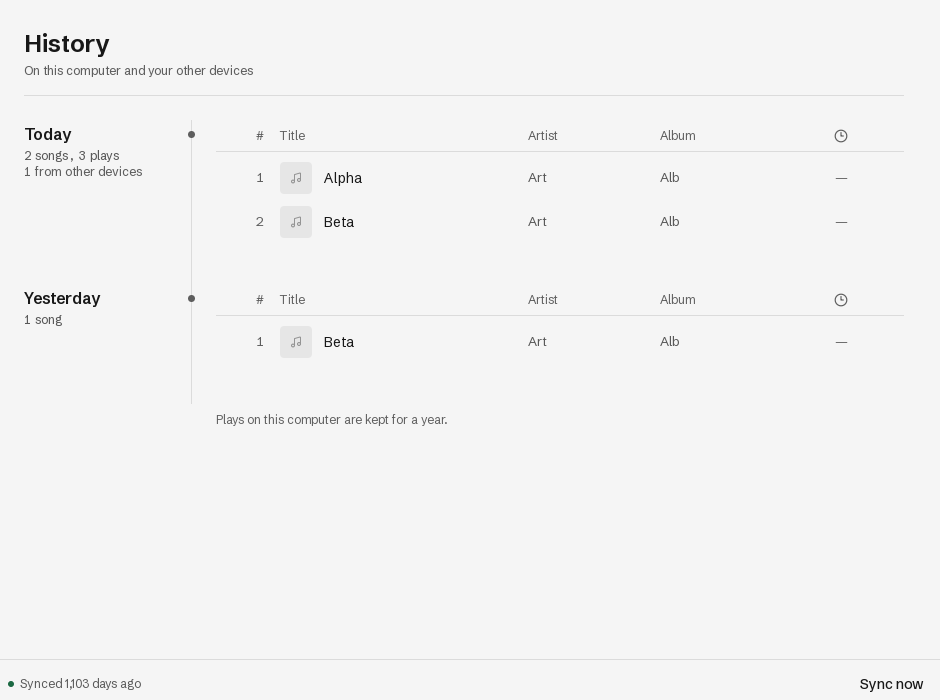 History
On this computer and your other devices
Today
2 songs, 3 plays
1 from other devices
# Title Artist Album
1 Alpha Art Alb —
2 Beta Art Alb —
Yesterday
1 song
# Title Artist Album
1 Beta Art Alb —
Plays on this computer are kept for a year.
Synced 1,103 days ago
Sync now